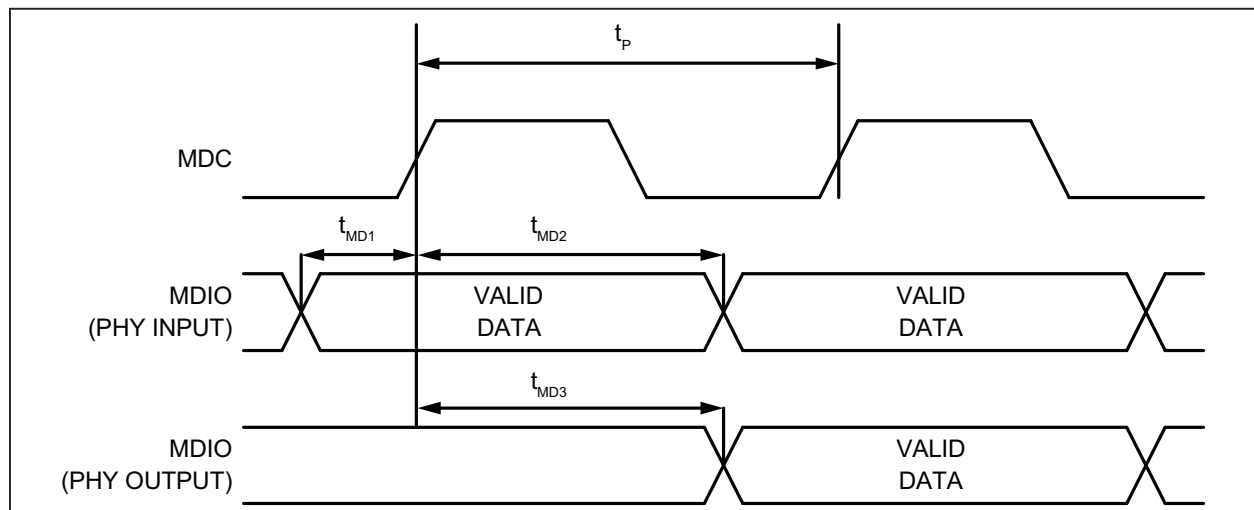 tP
MDC
tMD1
tMD2
MDIO
(PHY INPUT)
VALID
DATA
VALID
DATA
tMD3
MDIO
(PHY OUTPUT)
VALID
DATA